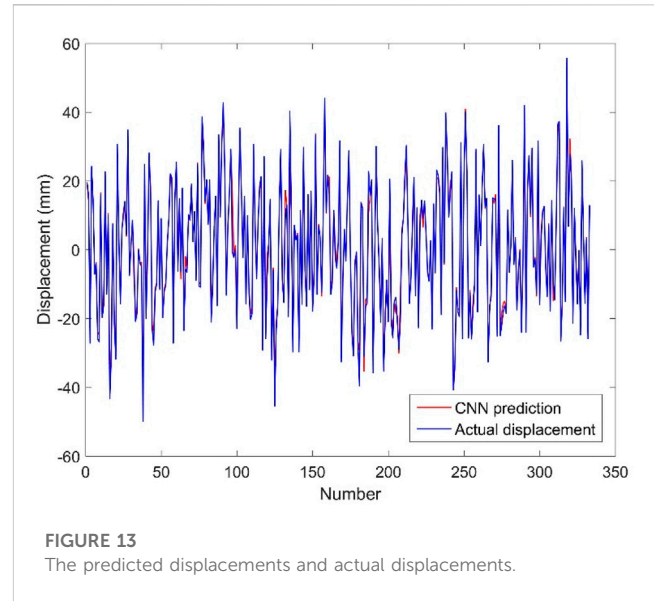 60
40
20
0
-20
-40
-60
Displacement (mm)
0 50 100 150 200 250 300 350
Number
CNN prediction
Actual displacement
FIGURE 13
The predicted displacements and actual displacements.